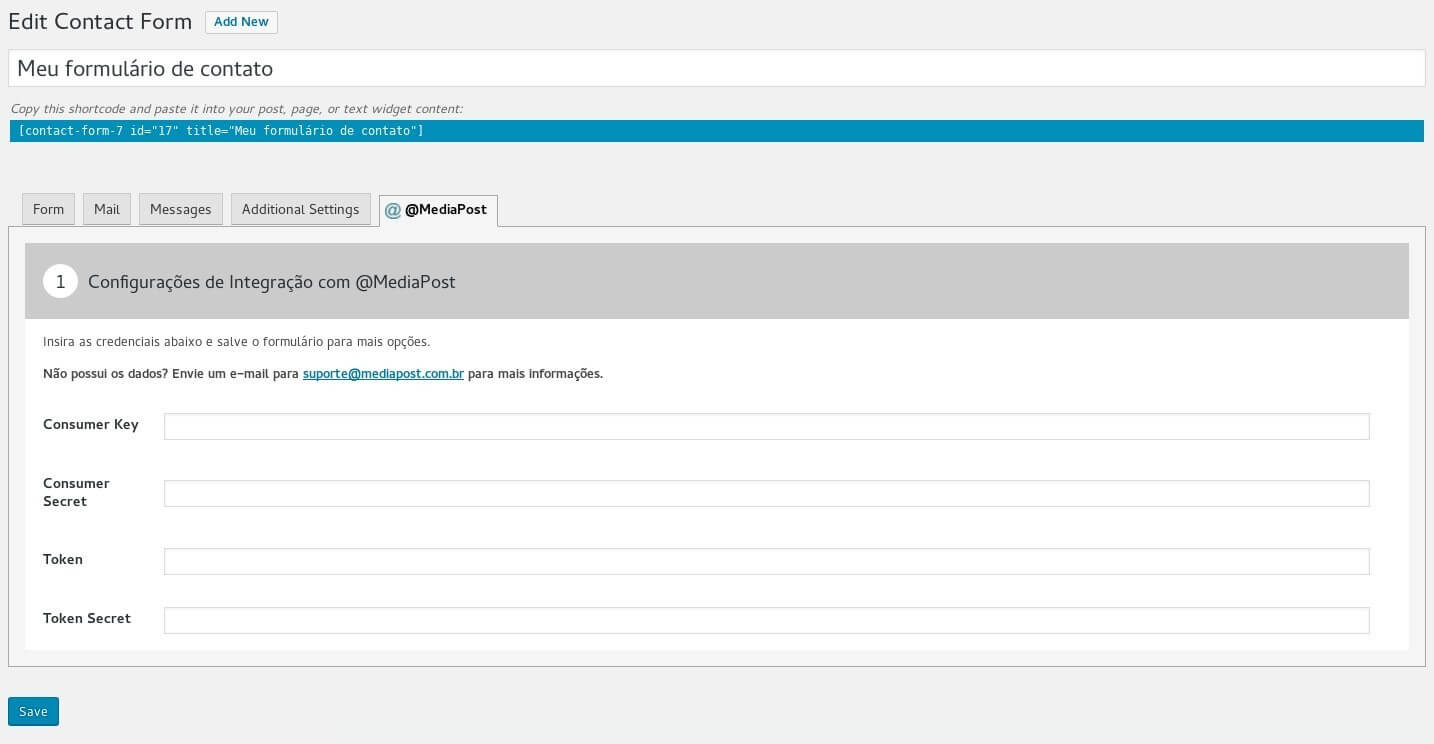 Edit Contact Form Add New
Meu formulário de contato
Copy this shortcode and paste it into your post, page, or text widget content:
[contact-form-7 id="17" title="Meu formulário de contato"]
Form Mail Messages Additional Settings @ @MediaPost
1 Configurações de Integração com @MediaPost
Insira as credenciais abaixo e salve o formulário para mais opções.
Não possui os dados? Envie um e-mail para suporte@mediapost.com.br para mais informações.
Consumer Key
Consumer
Secret
Token
Token Secret
Save